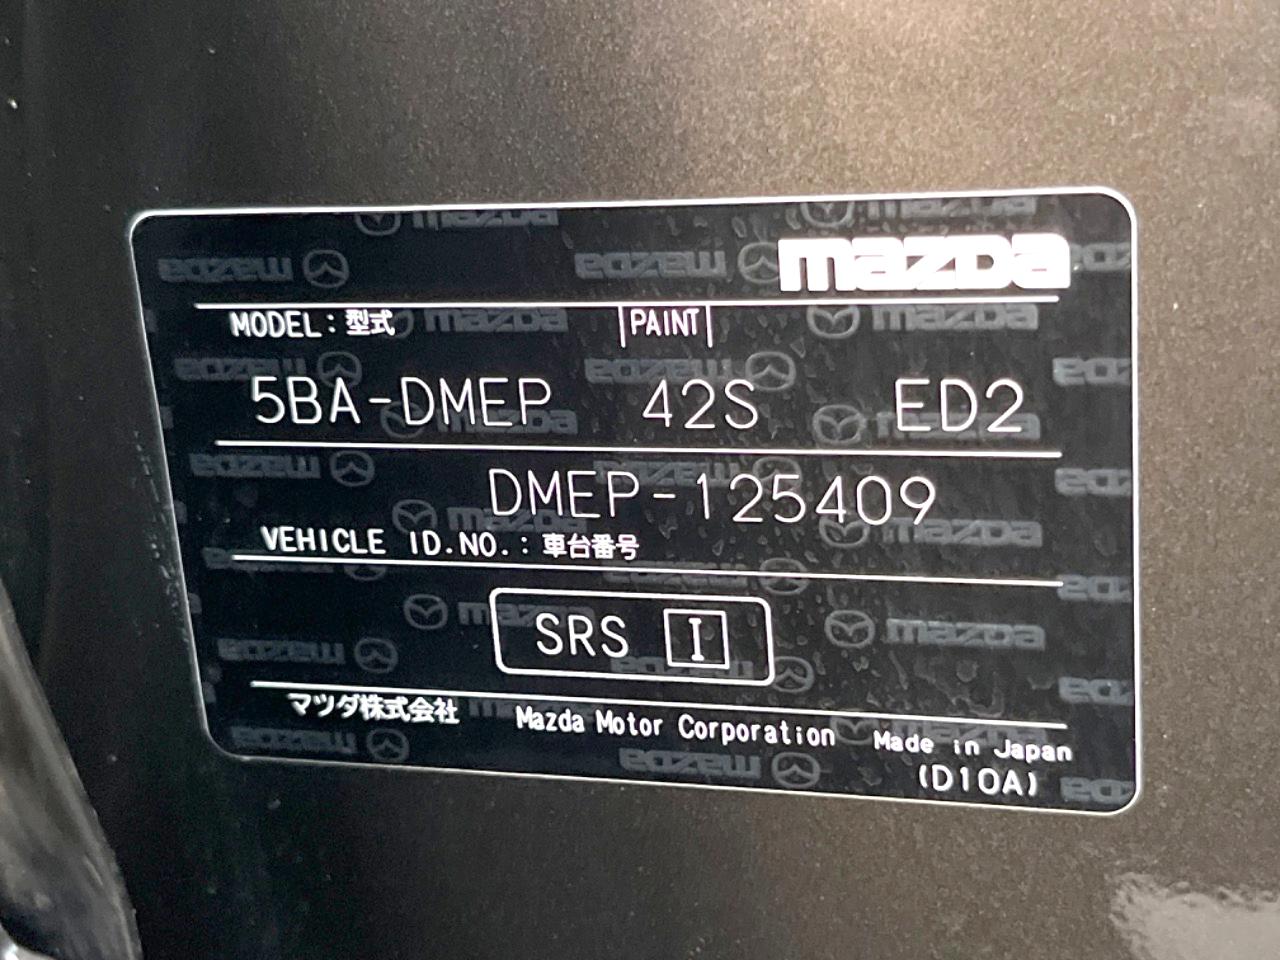 mazda
MODEL：型式 PAINT
5BA-DMEP 42S ED2
DMEP-125409
VEHICLE ID.NO.：車台番号
SRS I
マツダ株式会社 Mazda Motor Corporation Made in Japan
(D10A)